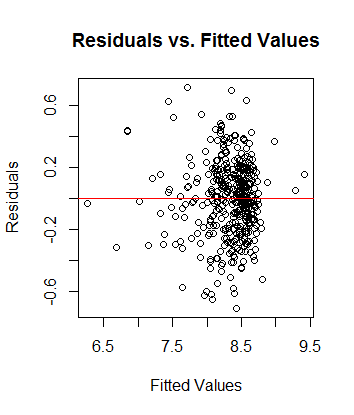 Residuals vs. Fitted Values
Residuals
0.6
0.2
-0.2
-0.6
6.5 7.5 8.5 9.5
Fitted Values